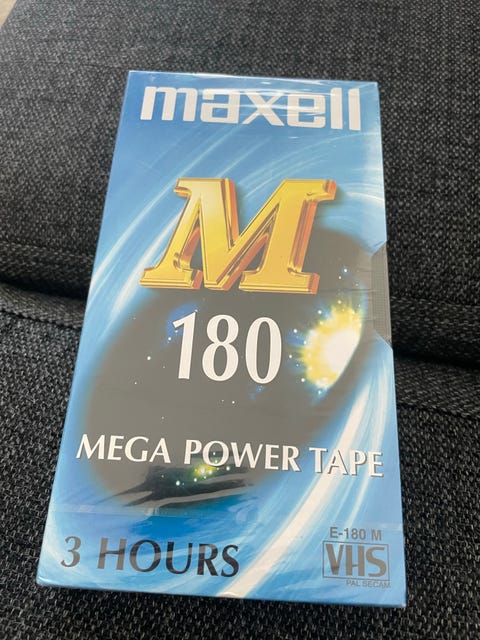 maxell
M
180
MEGA POWER TAPE
3 HOURS
E-180 M
VHS
PAL SECAM